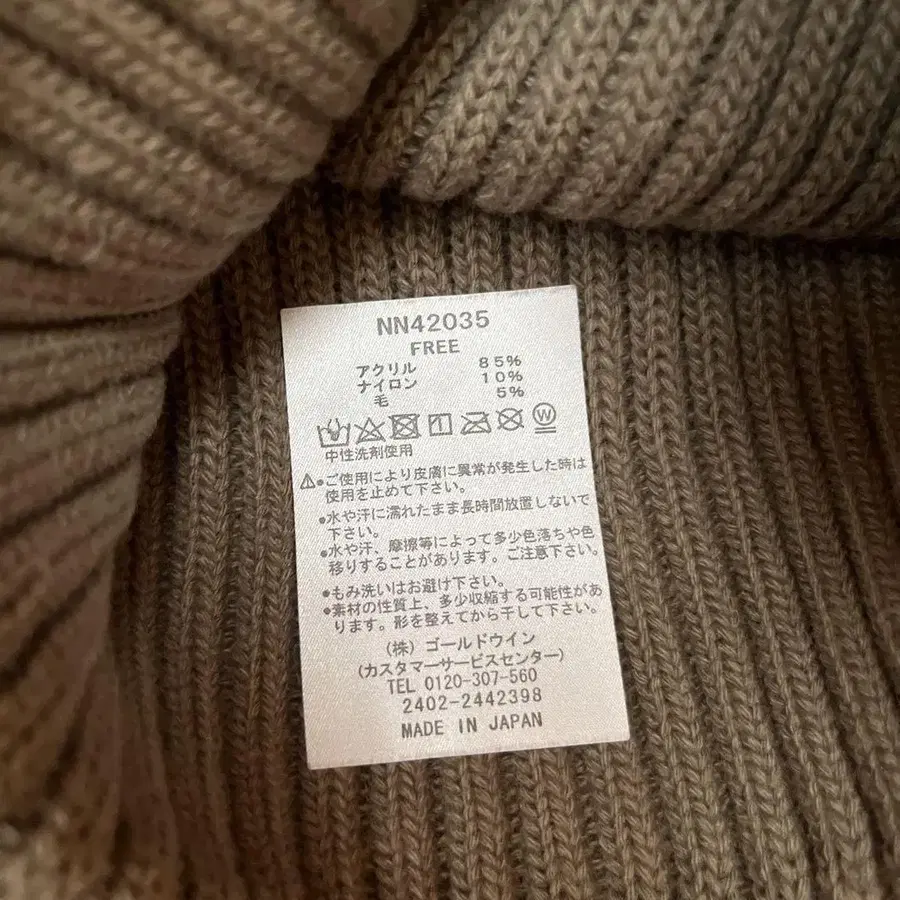 NN42035
FREE
アクリル 85%
ナイロン 10%
毛 5%
W
中性洗剤使用
⚠●ご使用により皮膚に異常が発生した時は
使用を止めて下さい。
●水や汗に濡れたまま長時間放置しないで
下さい。
●水や汗、摩擦等によって多少色落ちや色
移りすることがあります。ご注意下さい。
●もみ洗いはお避け下さい。
●素材の性質上、多少収縮する可能性があ
ります。形を整えてから干して下さい。
(株) ゴールドウイン
(カスタマーサービスセンター)
TEL 0120-307-560
2402-2442398
MADE IN JAPAN